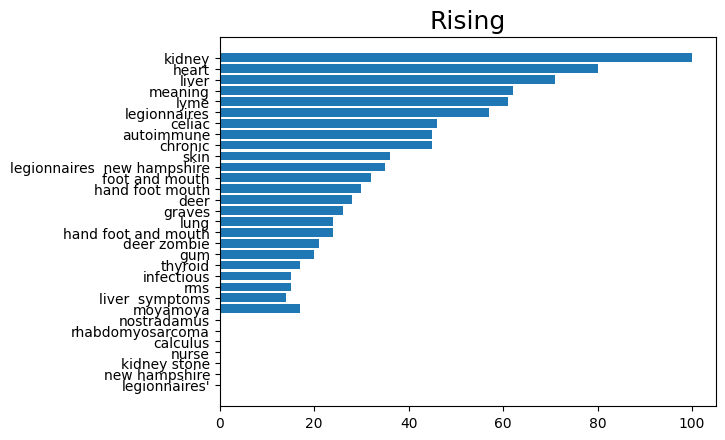 Rising
kidney
heart
liver
meaning
lyme
legionnaires
celiac
autoimmune
chronic
skin
legionnaires  new hampshire
foot and mouth
hand foot mouth
deer
graves
lung
hand foot and mouth
deer zombie
gum
thyroid
infectious
rms
liver  symptoms
moyamoya
nostradamus
rhabdomyosarcoma
calculus
nurse
kidney stone
new hampshire
legionnaires'
0 20 40 60 80 100